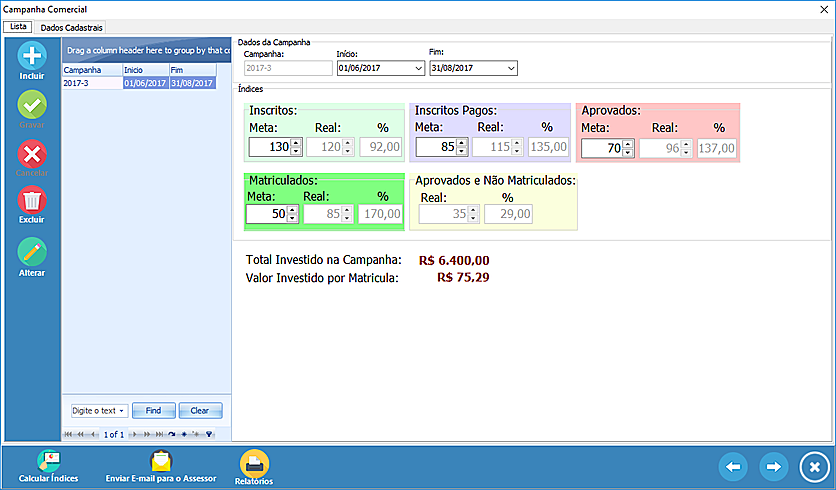 Campanha Comercial
Lista Dados Cadastrais
Incluir
Gravar
Cancelar
Excluir
Alterar
Drag a column header here to group by that co
Campanha Inicio Fim
2017-3 01/06/2017 31/08/2017
Digite o text Find Clear
1 of 1
Dados da Campanha
Campanha: Início: Fim:
2017-3 01/06/2017 31/08/2017
Índices
Inscritos:
Meta: Real: %
130 120 92,00
Inscritos Pagos:
Meta: Real: %
85 115 135,00
Aprovados:
Meta: Real: %
70 96 137,00
Matriculados:
Meta: Real: %
50 85 170,00
Aprovados e Não Matriculados:
Real: %
35 29,00
Total Investido na Campanha: R$ 6.400,00
Valor Investido por Matricula: R$ 75,29
Calcular Índices Enviar E-mail para o Assessor Relatórios